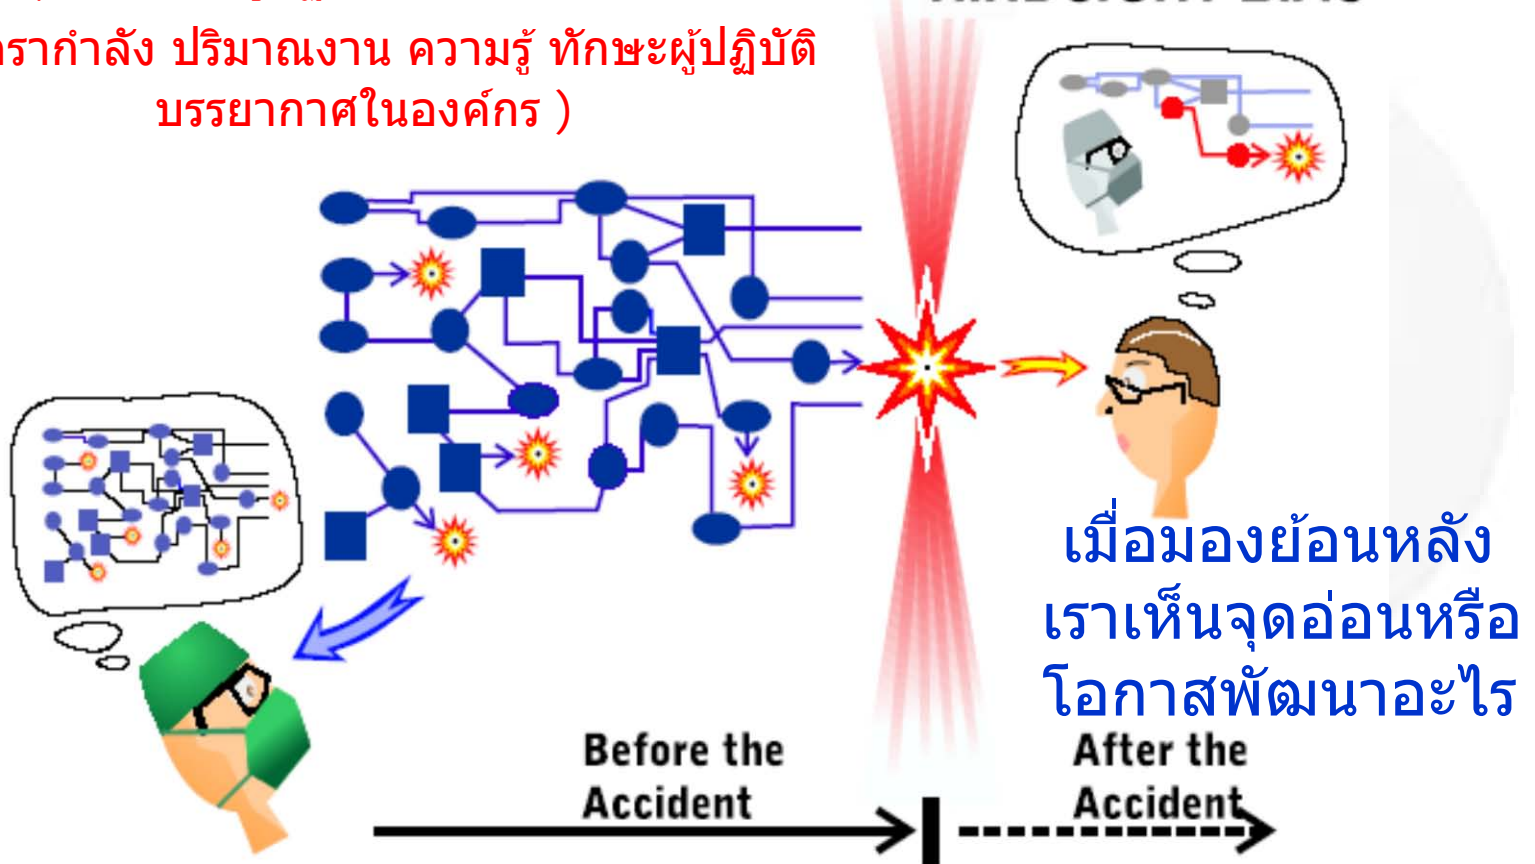 อัตรากำลัง ปริมาณงาน ความรู้ ทักษะผู้ปฏิบัติ
บรรยากาศในองค์กร )
เมื่อมองย้อนหลัง
เราเห็นจุดอ่อนหรือ
โอกาสพัฒนาอะไร
Before the
Accident
After the
Accident